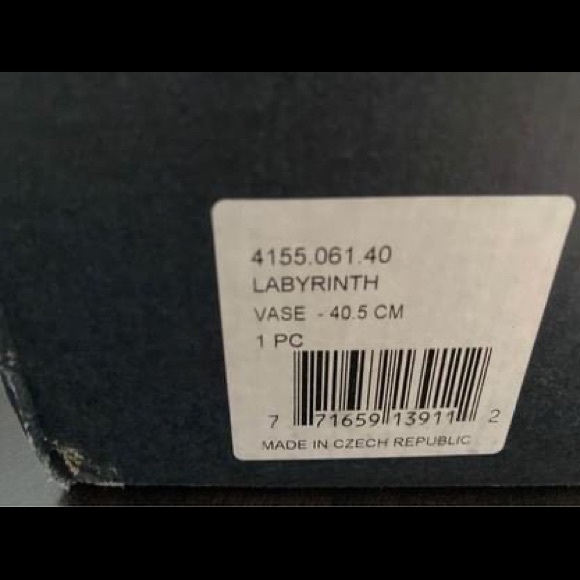 4155.061.40
LABYRINTH
VASE - 40.5 CM
1 PC
7 71659 13911 2
MADE IN CZECH REPUBLIC